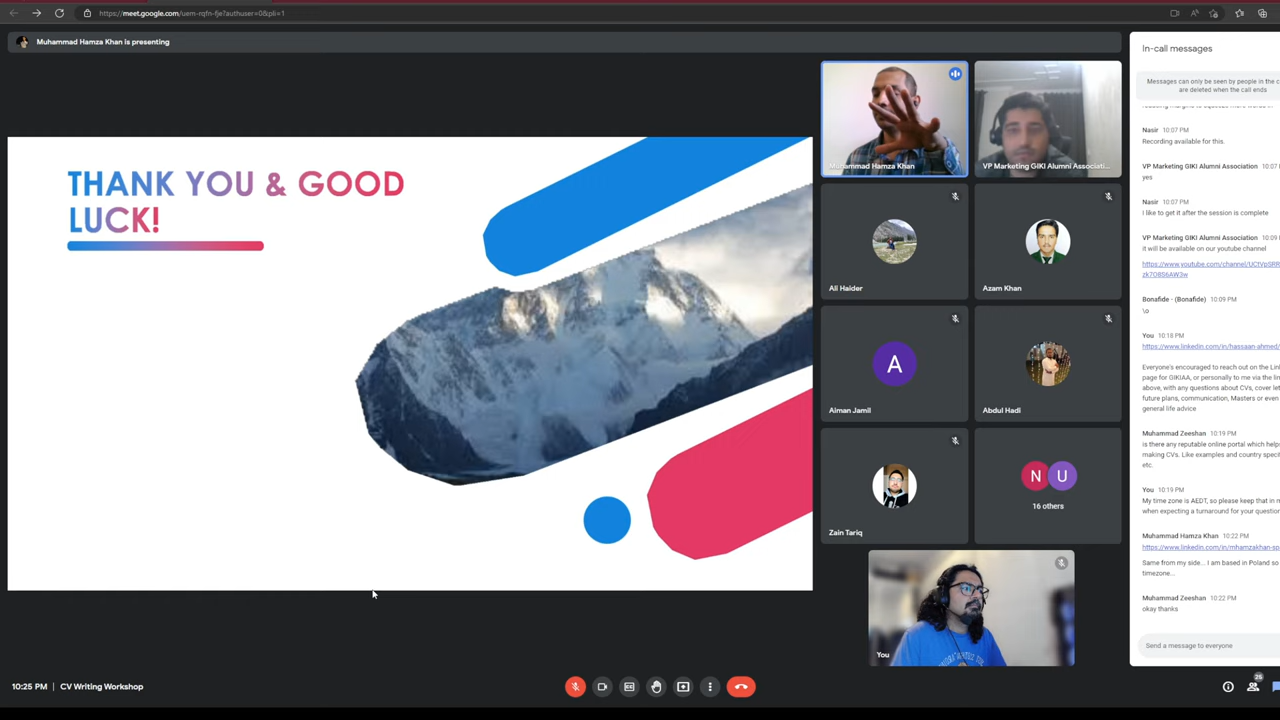 https://meet.google.com/uem-rqfn-fje?authuser=0&pli=1
Muhammad Hamza Khan is presenting
THANK YOU & GOOD
LUCK!
Muhammad Hamza Khan
VP Marketing GIKI Alumni Associati...
Ali Haider
Azam Khan
A
Aiman Jamil
Abdul Hadi
Zain Tariq
N U
16 others
You
In-call messages
Messages can only be seen by people in the c
are deleted when the call ends
Nasir 10:07 PM
Recording available for this.
VP Marketing GIKI Alumni Association 10:07 PM
yes
Nasir 10:07 PM
I like to get it after the session is complete
VP Marketing GIKI Alumni Association 10:09 P
it will be available on our youtube channel
https://www.youtube.com/channel/UCtVpSRR
zk7O8S6AW3w
Bonafide - (Bonafide) 10:09 PM
\o
You 10:18 PM
https://www.linkedin.com/in/hassaan-ahmed/
Everyone's encouraged to reach out on the Lin
page for GIKIAA, or personally to me via the lin
above, with any questions about CVs, cover let
future plans, communication, Masters or even
general life advice
Muhammad Zeeshan 10:19 PM
is there any reputable online portal which help
making CVs. Like examples and country speci
etc.
You 10:19 PM
My time zone is AEDT, so please keep that in m
when expecting a turnaround for your question
Muhammad Hamza Khan 10:22 PM
https://www.linkedin.com/in/mhamzakhan-sp
Same from my side... I am based in Poland so
timezone...
Muhammad Zeeshan 10:22 PM
okay thanks
Send a message to everyone
10:25 PM | CV Writing Workshop
25